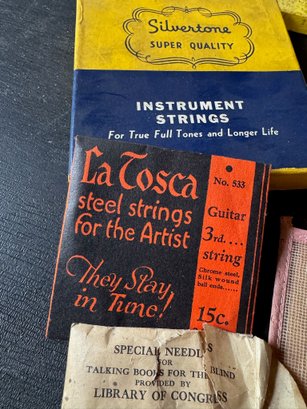 Silvertone
SUPER QUALITY
INSTRUMENT
STRINGS
For True Full Tones and Longer Life
La Tosca
steel strings
for the Artist
They Stay
in Tune!
No. 533
Guitar
3rd....
string
Chrome steel,
Silk wound
ball ends......
15c.
SPECIAL NEEDLES
FOR
TALKING BOOKS FOR THE BLIND
PROVIDED BY
LIBRARY OF CONGRESS